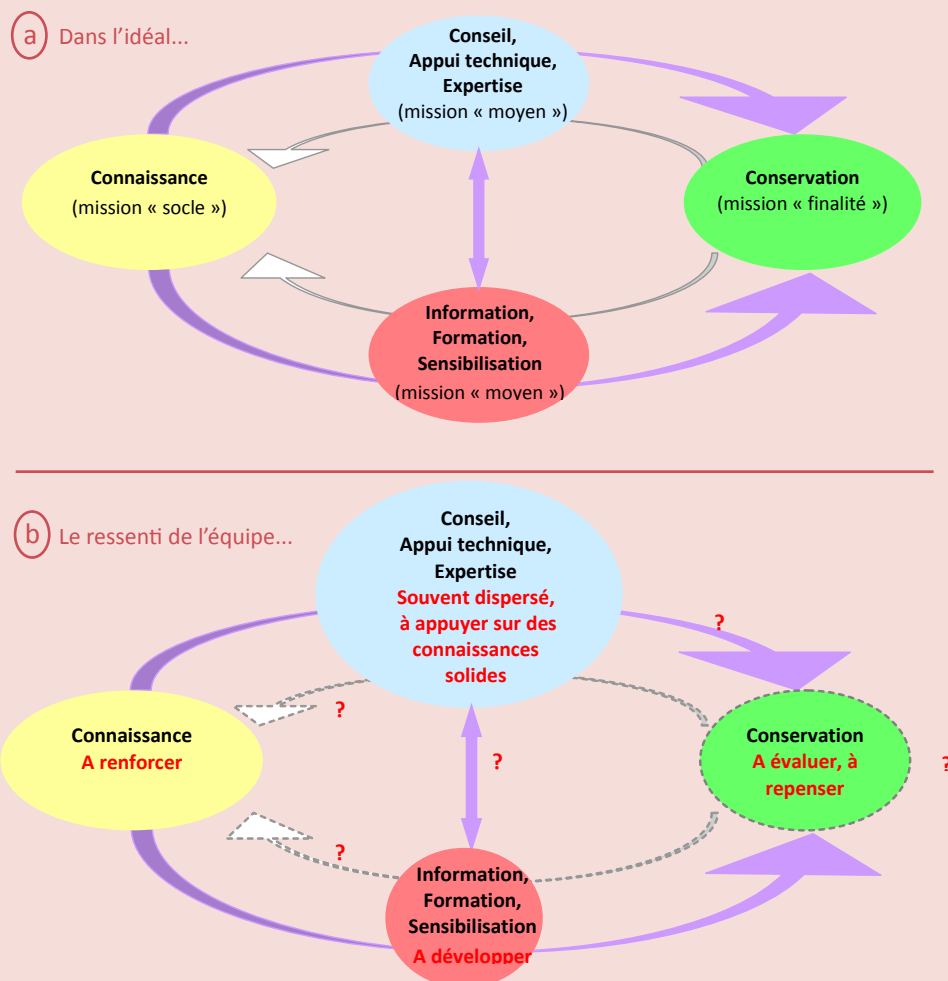 a Dans l'idéal...
Conseil,
Appui technique,
Expertise
(mission « moyen »)
Connaissance
(mission « socle »)
Conservation
(mission « finalité »)
Information,
Formation,
Sensibilisation
(mission « moyen »)
b Le ressenti de l'équipe...
Conseil,
Appui technique,
Expertise
Souvent dispersé,
à appuyer sur des
connaissances
solides
?
?
Connaissance
A renforcer
?
Conservation
A évaluer, à
repenser
?
?
Information,
Formation,
Sensibilisation
A développer